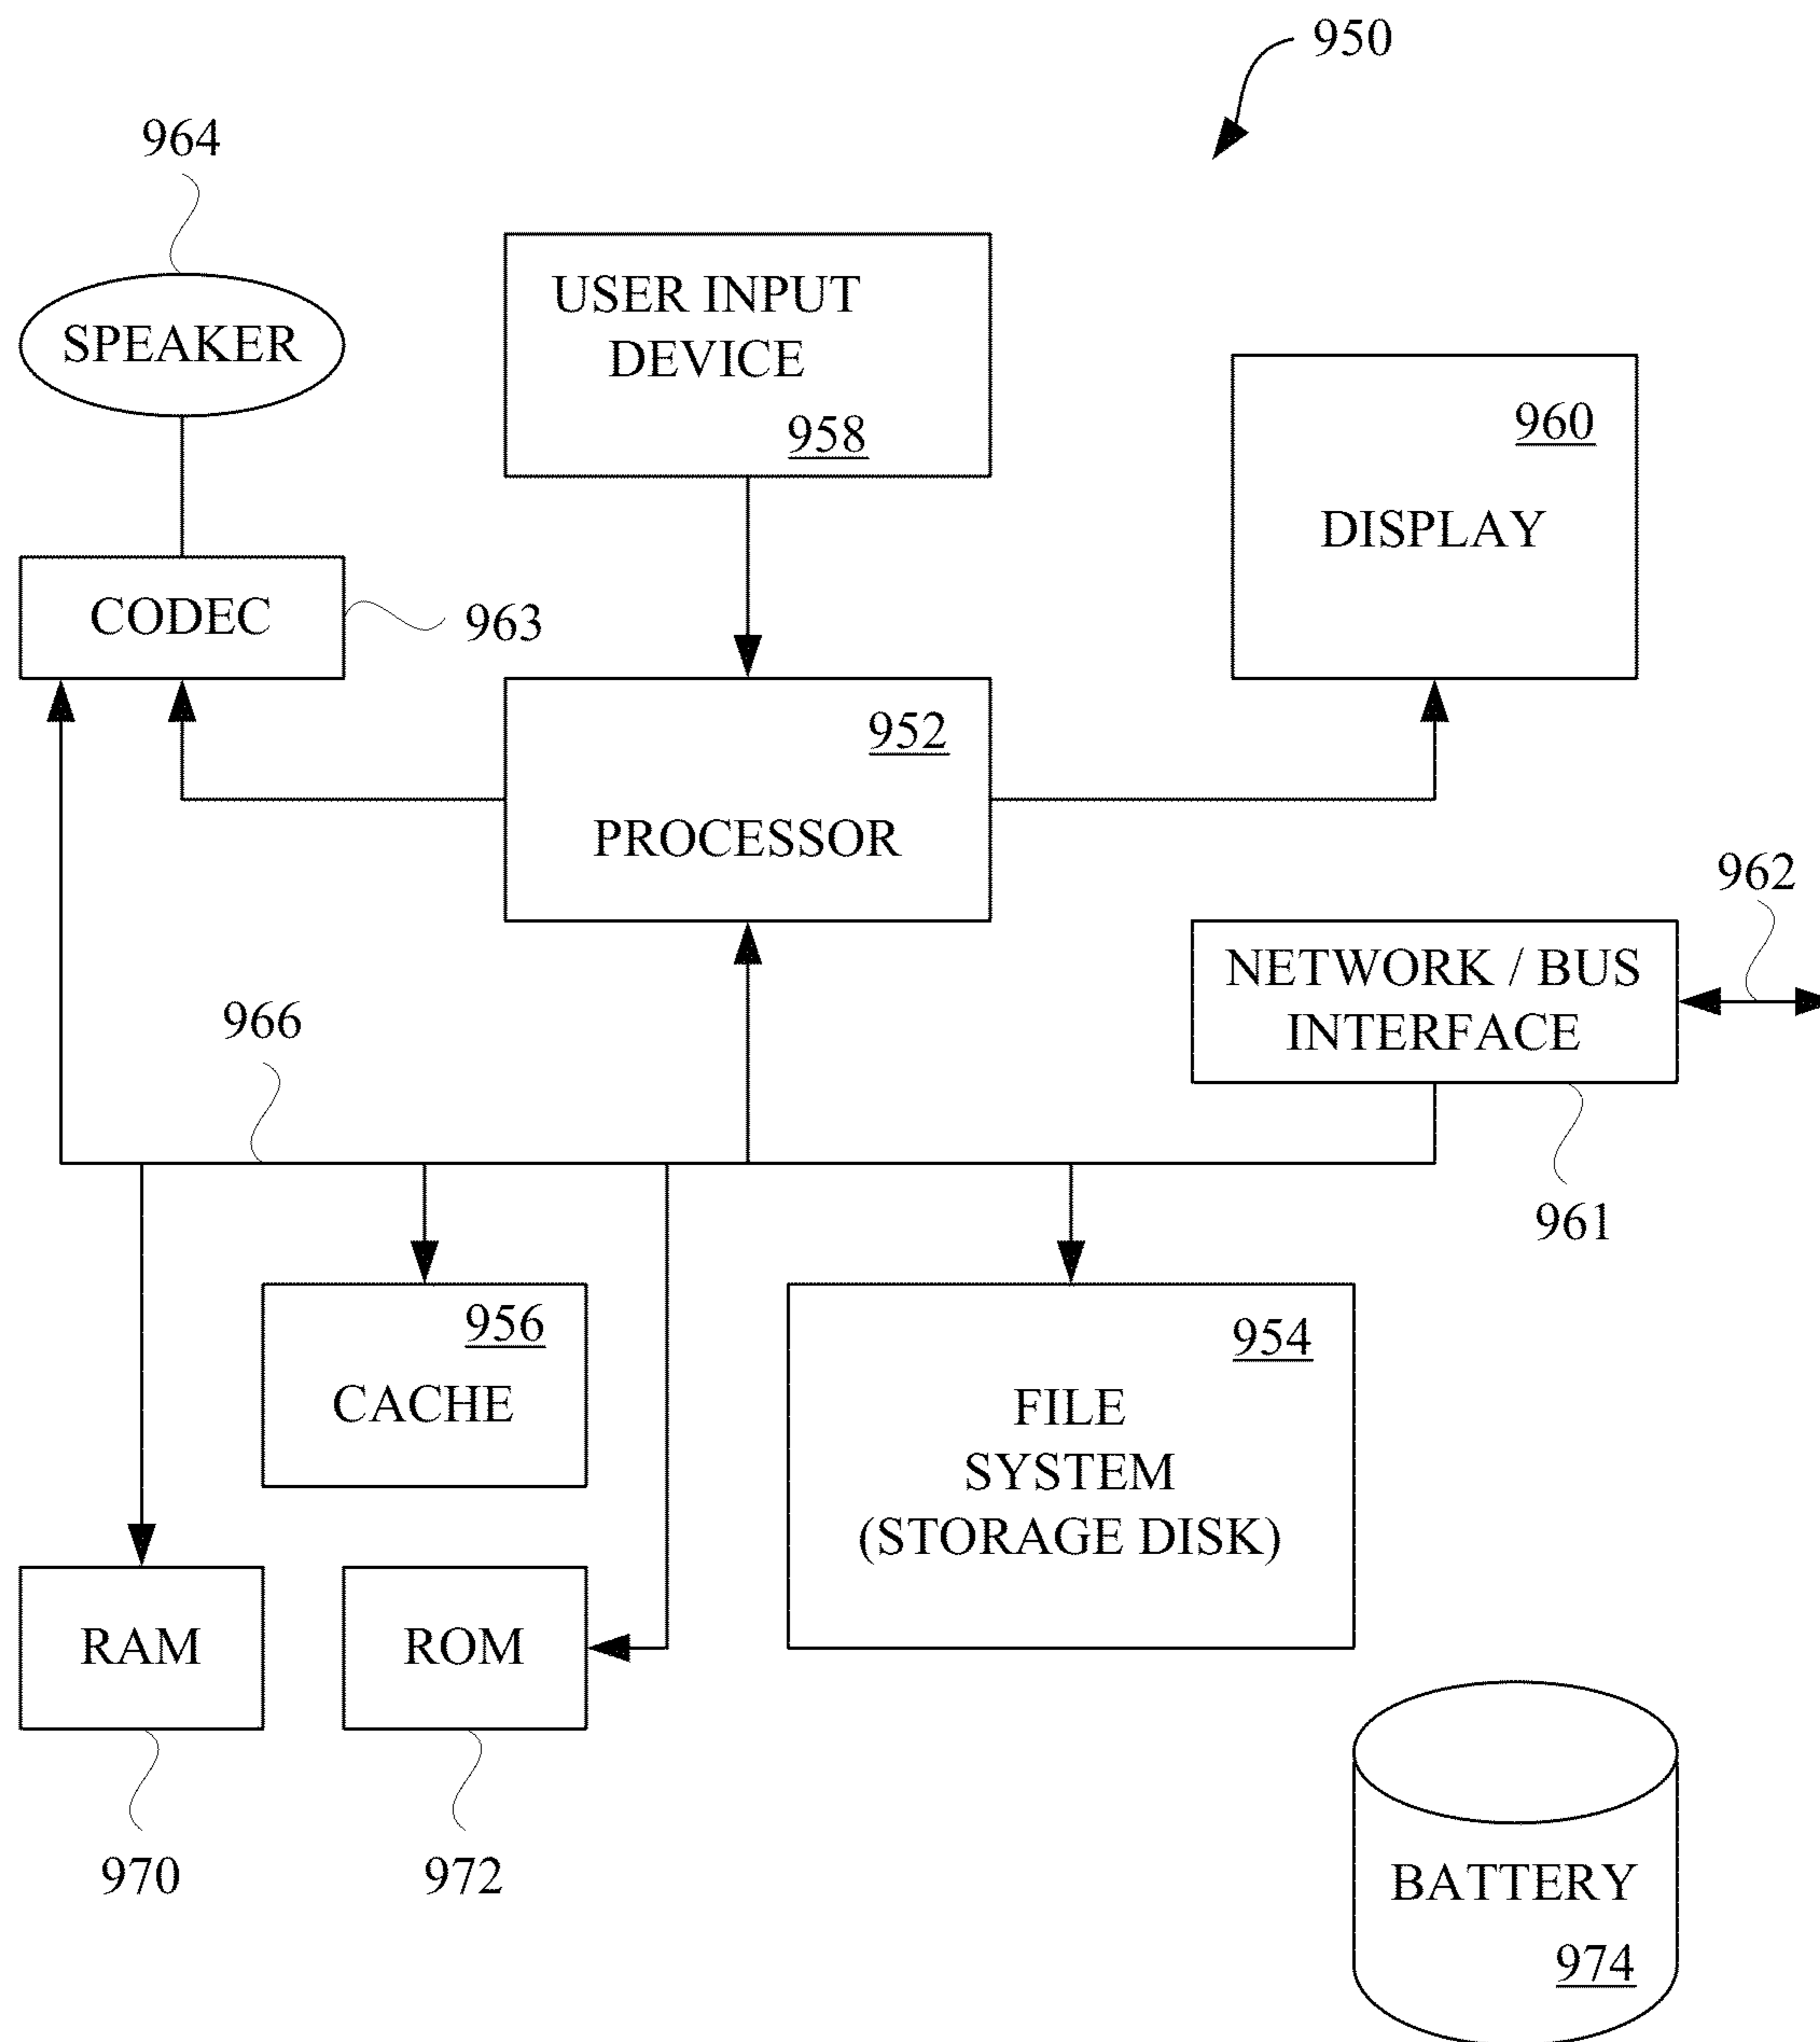 950
964
SPEAKER
USER INPUT
DEVICE
958
960
DISPLAY
CODEC
963
952
PROCESSOR
962
NETWORK / BUS
INTERFACE
966
961
956
CACHE
954
FILE
SYSTEM
(STORAGE DISK)
RAM
ROM
970
972
BATTERY
974